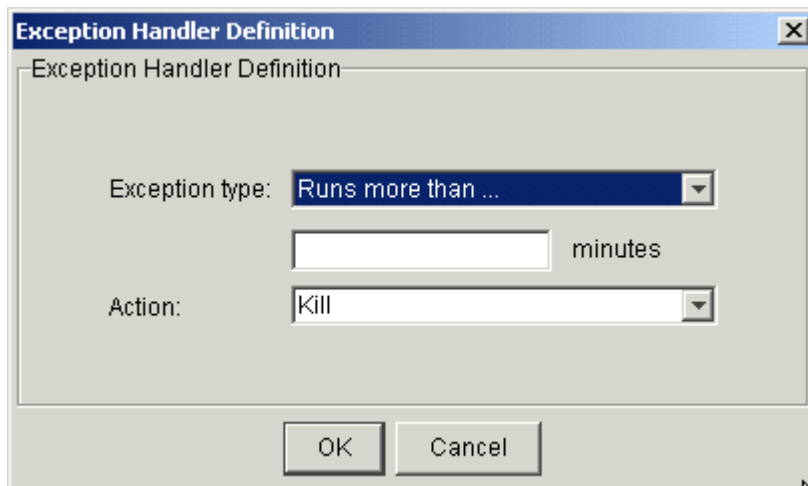 Exception Handler Definition
Exception Handler Definition
Exception type: Runs more than ...
minutes
Action: Kill
OK Cancel